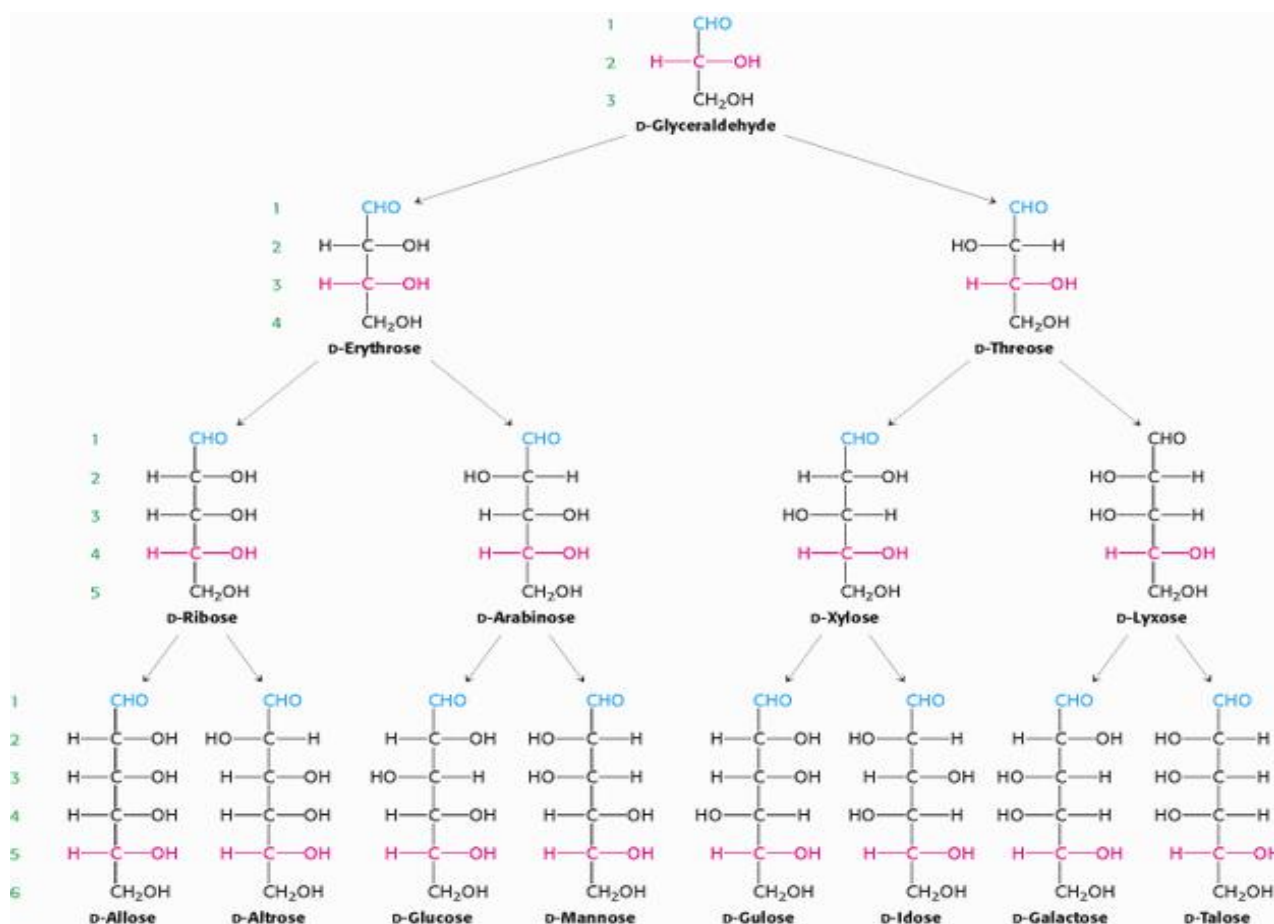 1 CHO
2 H C OH
3 CH₂OH
D-Glyceraldehyde
1 CHO CHO
2 H C OH HO C H
3 H C OH H C OH
4 CH₂OH CH₂OH
D-Erythrose D-Threose
1 CHO CHO CHO CHO
2 H C OH HO C H H C OH HO C H
3 H C OH H C OH HO C H HO C H
4 H C OH H C OH H C OH H C OH
5 CH₂OH CH₂OH CH₂OH CH₂OH
D-Ribose D-Arabinose D-Xylose D-Lyxose
1 CHO CHO CHO CHO CHO CHO CHO CHO
2 H C OH HO C H H C OH HO C H H C OH HO C H H C OH HO C H
3 H C OH H C OH HO C H HO C H H C OH H C OH HO C H HO C H
4 H C OH H C OH H C OH H C OH HO C H HO C H HO C H HO C H
5 H C OH H C OH H C OH H C OH H C OH H C OH H C OH H C OH
6 CH₂OH CH₂OH CH₂OH CH₂OH CH₂OH CH₂OH CH₂OH CH₂OH
D-Allose D-Altrose D-Glucose D-Mannose D-Gulose D-Idose D-Galactose D-Talose